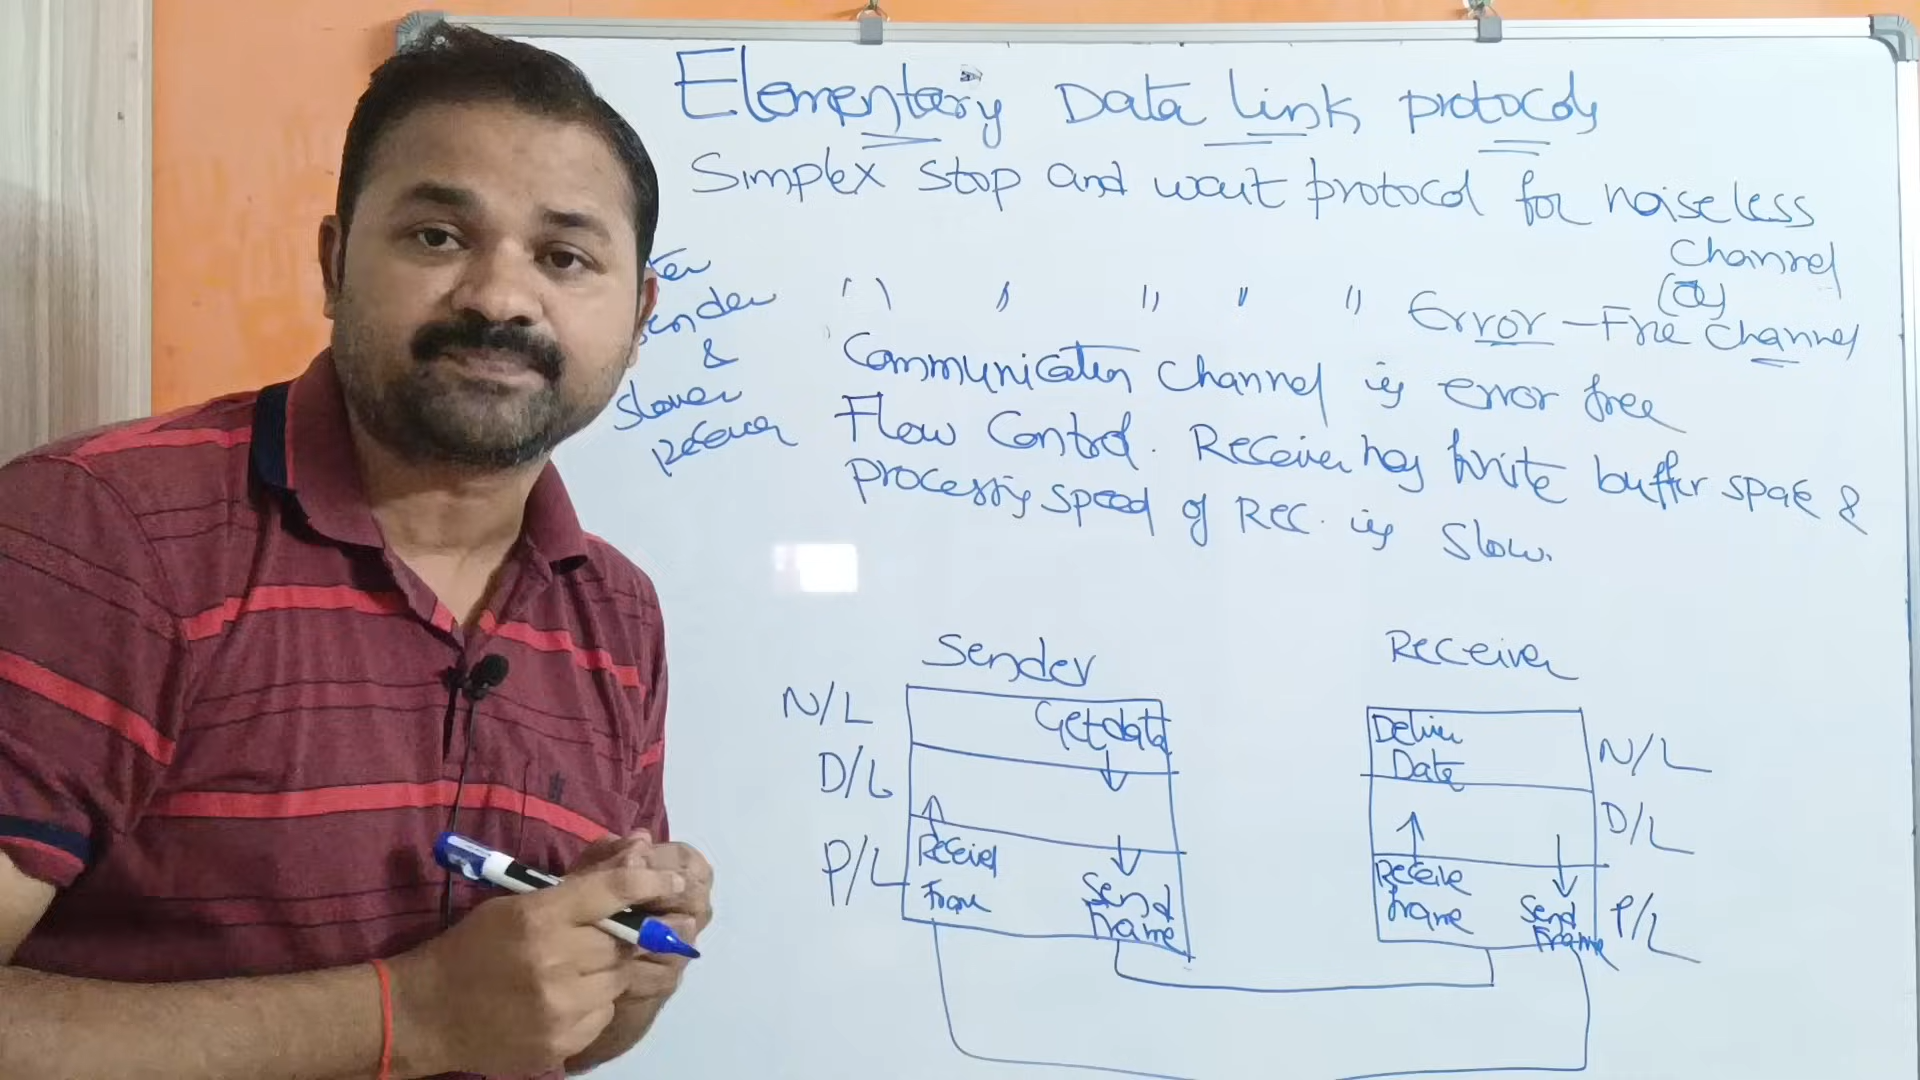 Elementary Data link protocols
Simplex stop and wait protocol for noiseless
Channel
(or)
" " " " " Error-Free Channel
Communication Channel is error free
Flow Control. Receiver has finite buffer space &
processing speed of Rec. is slow.
ter
sender
&
slower
receiver
Sender
Receiver
N/L
Getdata
Deliver
Data
N/L
D/L
D/L
P/L
Receive
Frame
Send
Frame
Receive
frame
Send
Frame
P/L